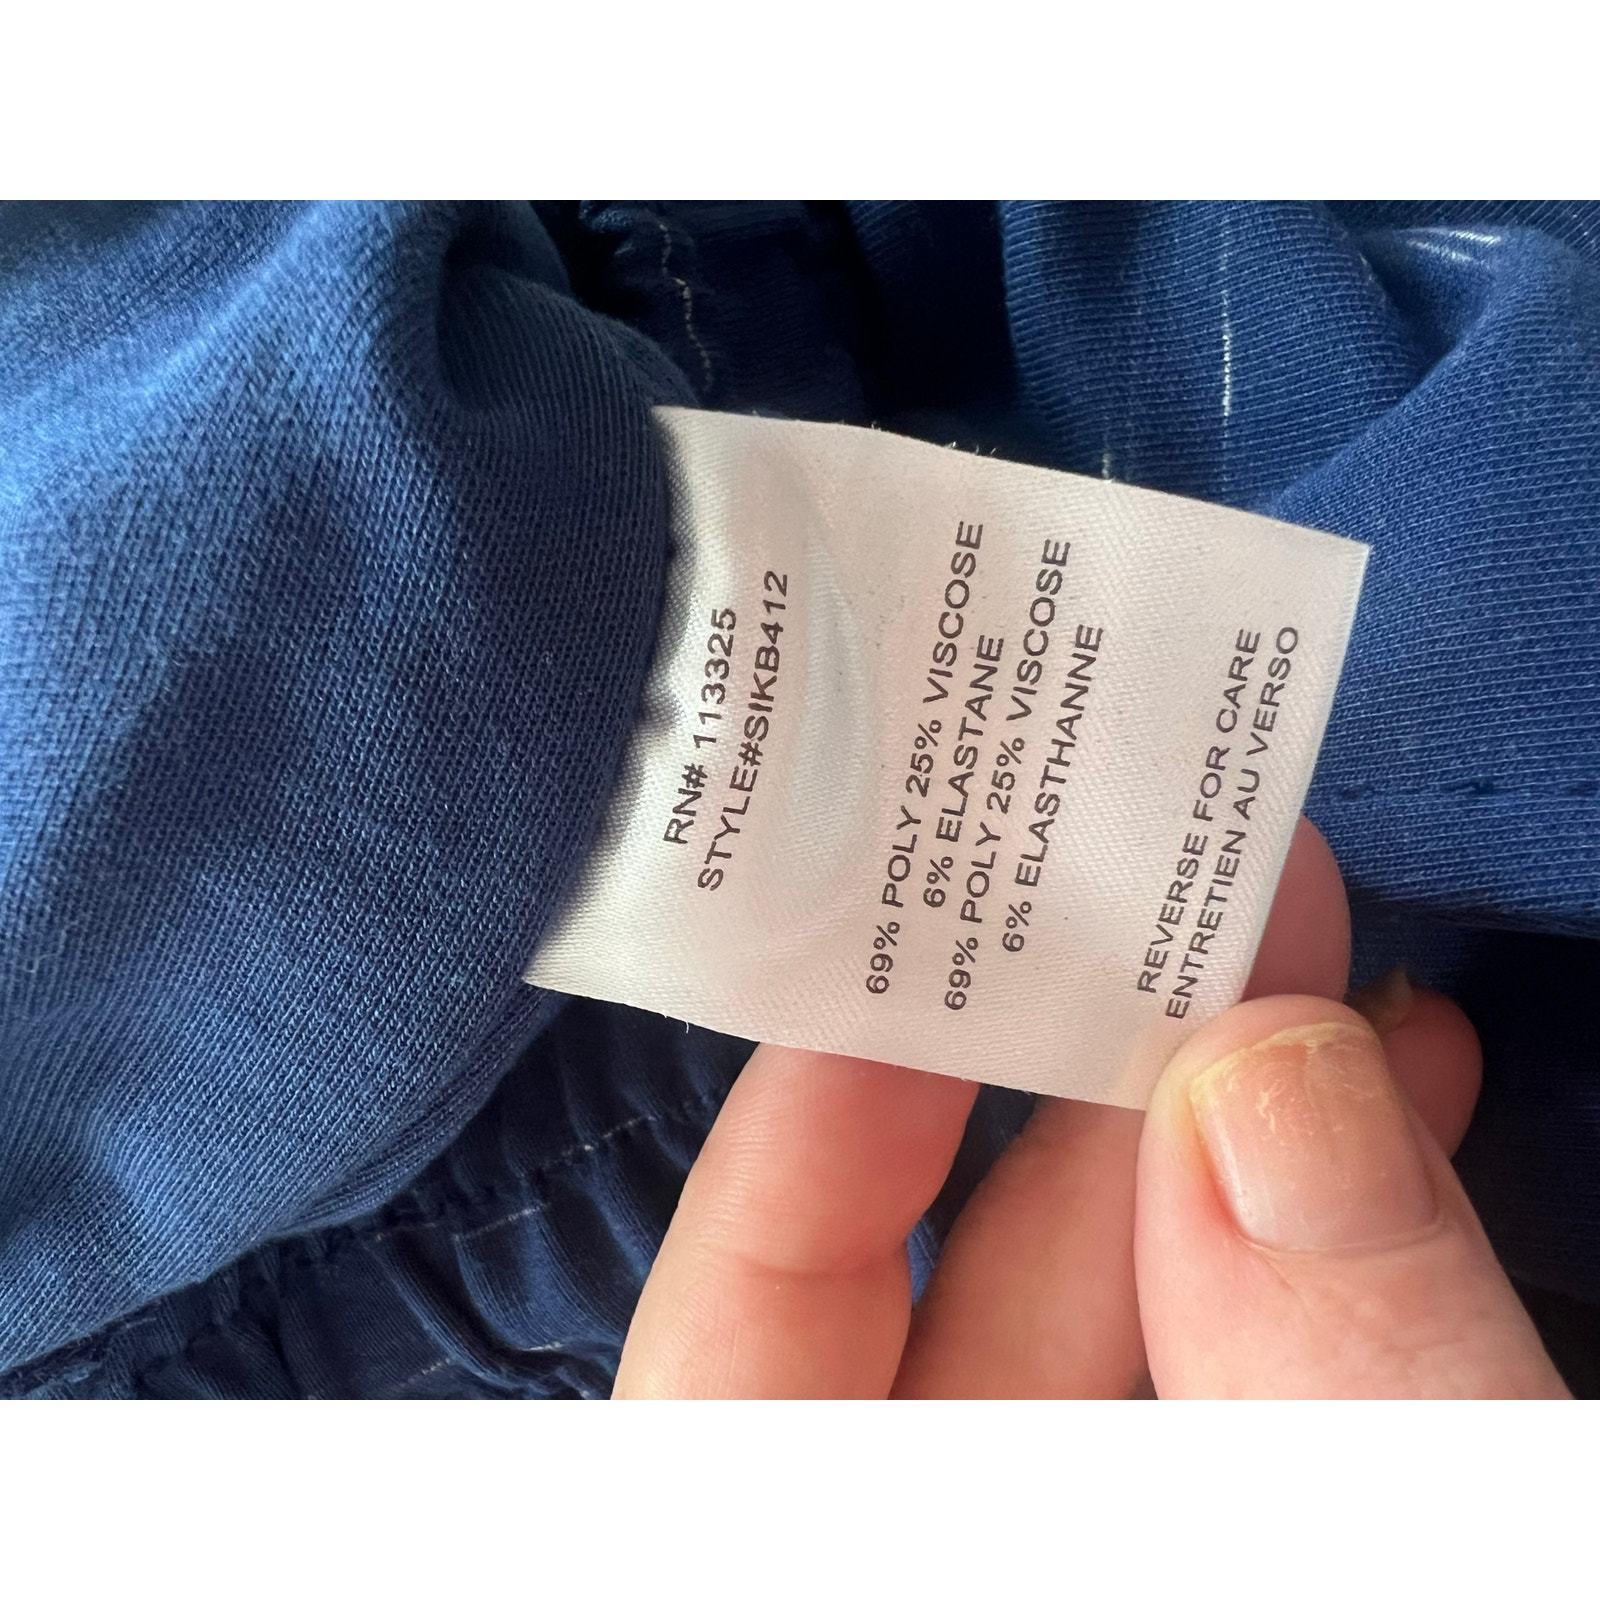 RN# 113325
STYLE#SIKB412
69% POLY 25% VISCOSE
6% ELASTANE
69% POLY 25% VISCOSE
6% ELASTHANNE
REVERSE FOR CARE
ENTRETIEN AU VERSO